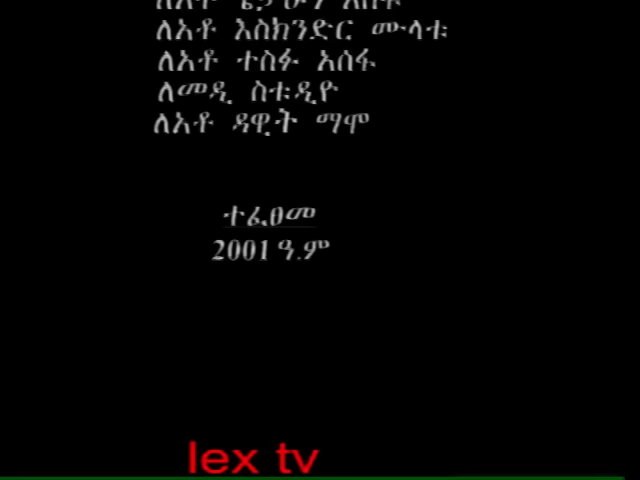 ለአቶ እስክንድር ሙላቱ
ለአቶ ተስፉ አሰፋ
ለመዲ ስቱዲዮ
ለአቶ ዳዊት ማሞ
ተፈፀመ
2001 ዓ.ም
lex tv